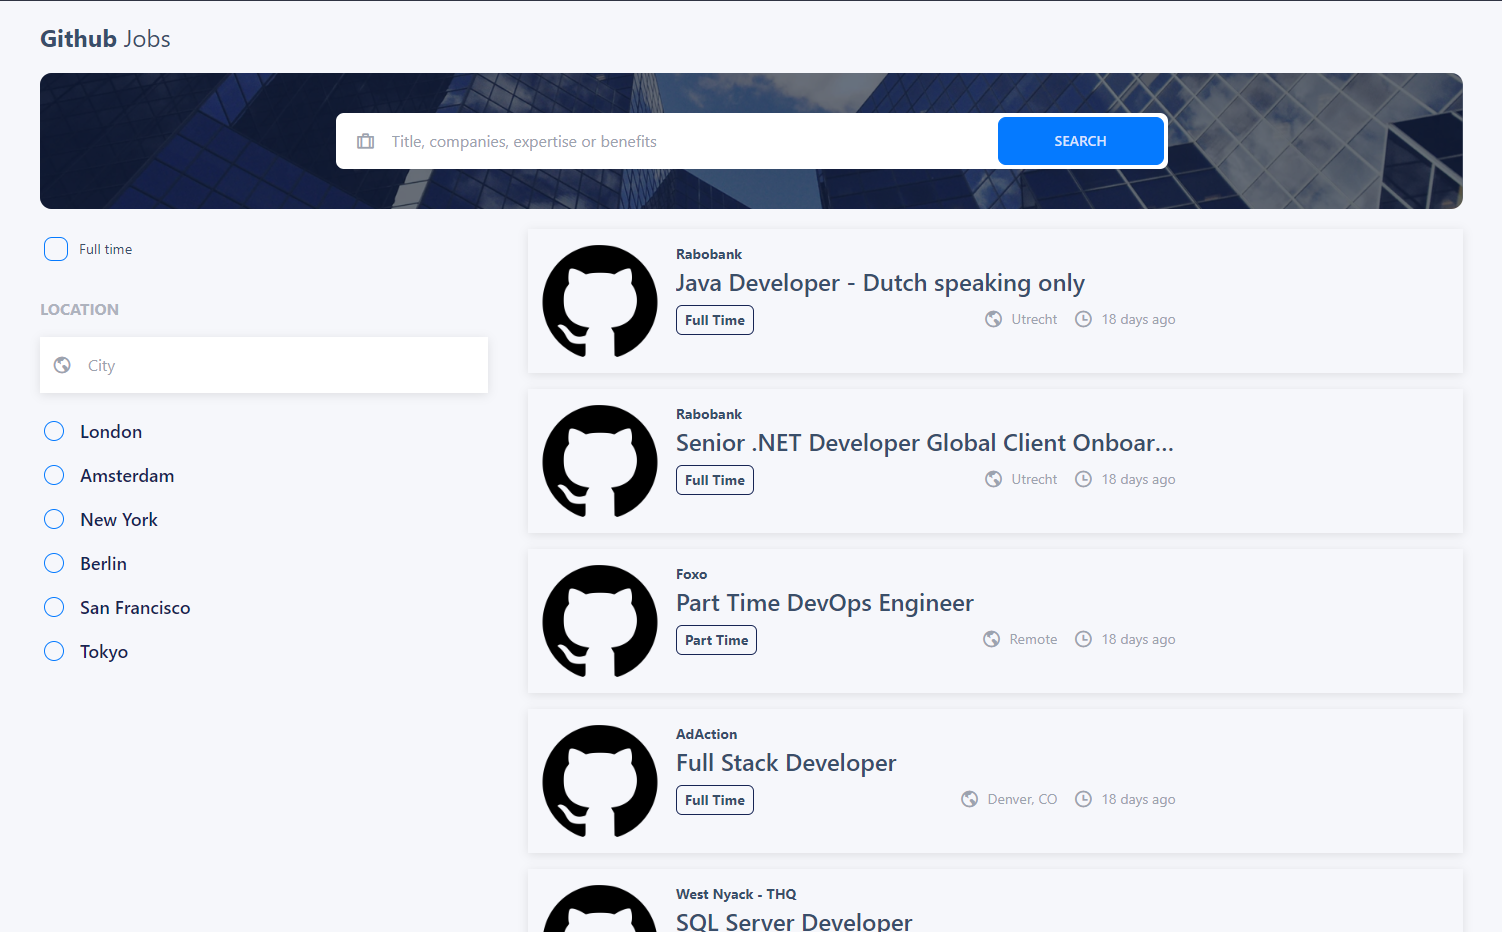 Github Jobs
Title, companies, expertise or benefits
SEARCH
Full time
LOCATION
City
London
Amsterdam
New York
Berlin
San Francisco
Tokyo
Rabobank
Java Developer - Dutch speaking only
Full Time Utrecht 18 days ago
Rabobank
Senior .NET Developer Global Client Onboar...
Full Time Utrecht 18 days ago
Foxo
Part Time DevOps Engineer
Part Time Remote 18 days ago
AdAction
Full Stack Developer
Full Time Denver, CO 18 days ago
West Nyack - THQ
SQL Server Developer